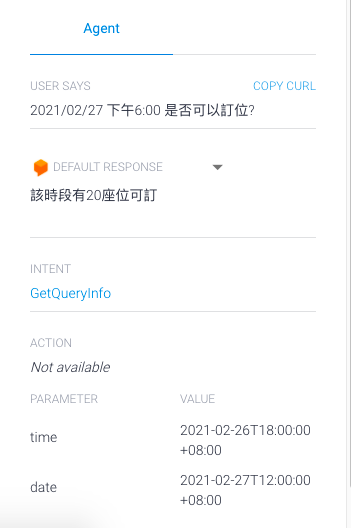 Agent
USER SAYS COPY CURL
2021/02/27 下午6:00 是否可以訂位?
DEFAULT RESPONSE
該時段有20座位可訂
INTENT
GetQueryInfo
ACTION
Not available
PARAMETER VALUE
time 2021-02-26T18:00:00
+08:00
date 2021-02-27T12:00:00
+08:00